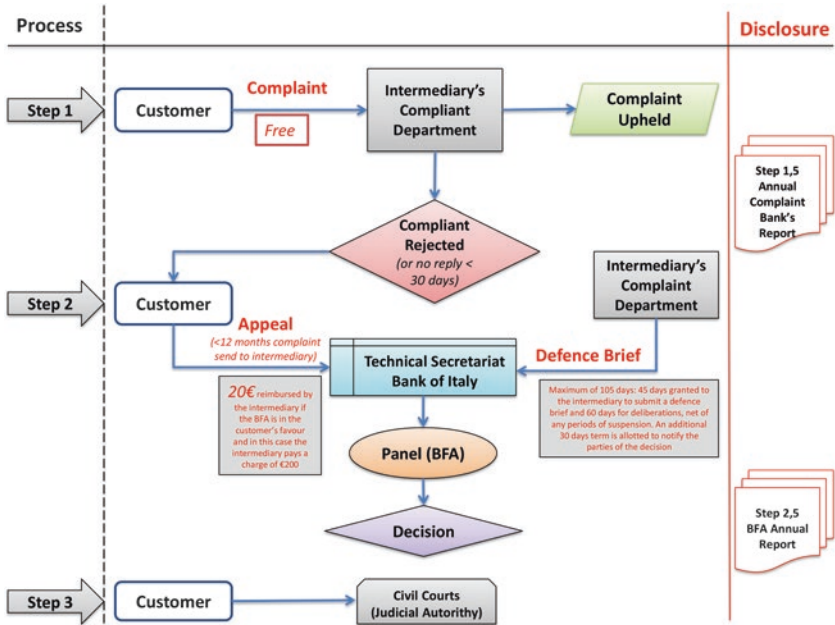 Process
Disclosure
Step 1
Customer
Complaint
Free
Intermediary's
Compliant
Department
Complaint
Upheld
Step 1,5
Annual
Complaint
Bank's
Report
Compliant
Rejected
(or no reply <
30 days)
Step 2
Customer
Intermediary's
Complaint
Department
Appeal
(<12 months complaint
send to intermediary)
Technical Secretariat
Bank of Italy
Defence Brief
20€ reimbursed by
the intermediary if
the BFA is in the
customer's favour
and in this case the
intermediary pays a
charge of €200
Maximum of 105 days: 45 days granted to
the intermediary to submit a defence
brief and 60 days for deliberations, net of
any periods of suspension. An additional
30 days term is allotted to notify the
parties of the decision
Panel (BFA)
Decision
Step 2,5
BFA Annual
Report
Step 3
Customer
Civil Courts
(Judicial Autorithy)